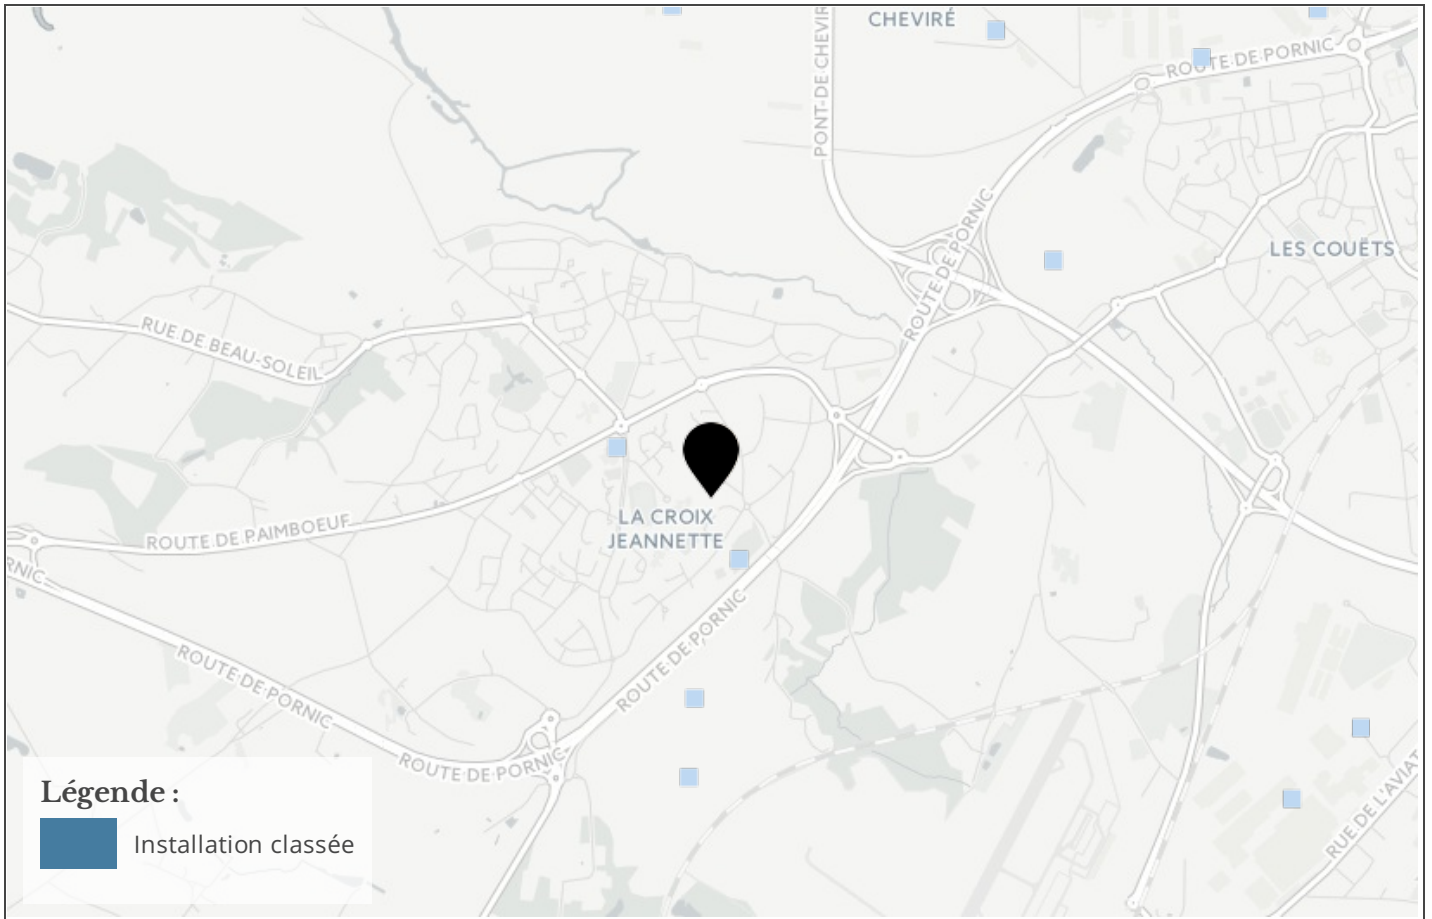 CHEVIRÉ
PONT-DE CHEVIR
ROUTE-DE PORNIC
ROUTE-DE-PORNIC
LES COUËTS
RUE DE BEAU-SOLEIL
LA CROIX
JEANNETTE
ROUTE DE PAIMBOEUF
RNIC
ROUTE-DE-PORNIC
ROUTE-DE-PORNIC
ROUTE DE PORNIC
RUE DE L'AVIAT
Légende :
Installation classée